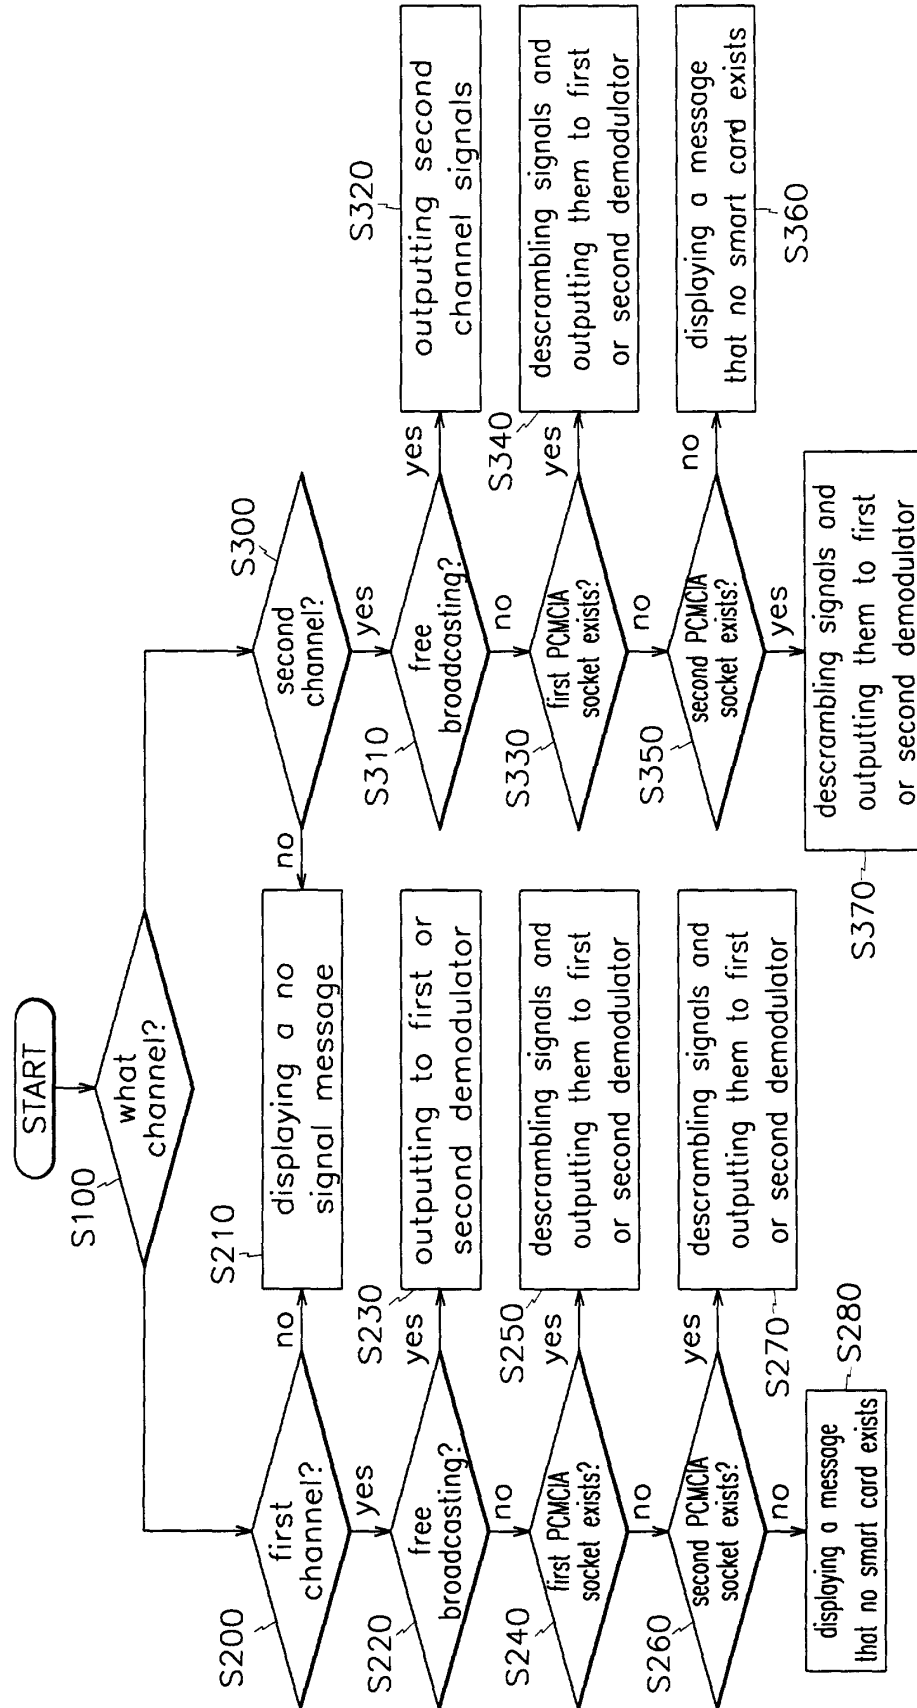 START
S100
what
channel?
S200
first
channel?
no
yes
S210
displaying a no
signal message
S220
free
broadcasting?
yes
no
S230
outputting to first or
second demodulator
S240
first PCMCIA
socket exists?
yes
no
S250
descrambling signals and
outputting them to first
or second demodulator
S260
second PCMCIA
socket exists?
yes
no
S270
descrambling signals and
outputting them to first
or second demodulator
S280
displaying a message
that no smart card exists
S300
second
channel?
no
yes
S310
free
broadcasting?
yes
no
S320
outputting second
channel signals
S330
first PCMCIA
socket exists?
yes
no
S340
descrambling signals and
outputting them to first
or second demodulator
S350
second PCMCIA
socket exists?
no
yes
S360
displaying a message
that no smart card exists
S370
descrambling signals and
outputting them to first
or second demodulator